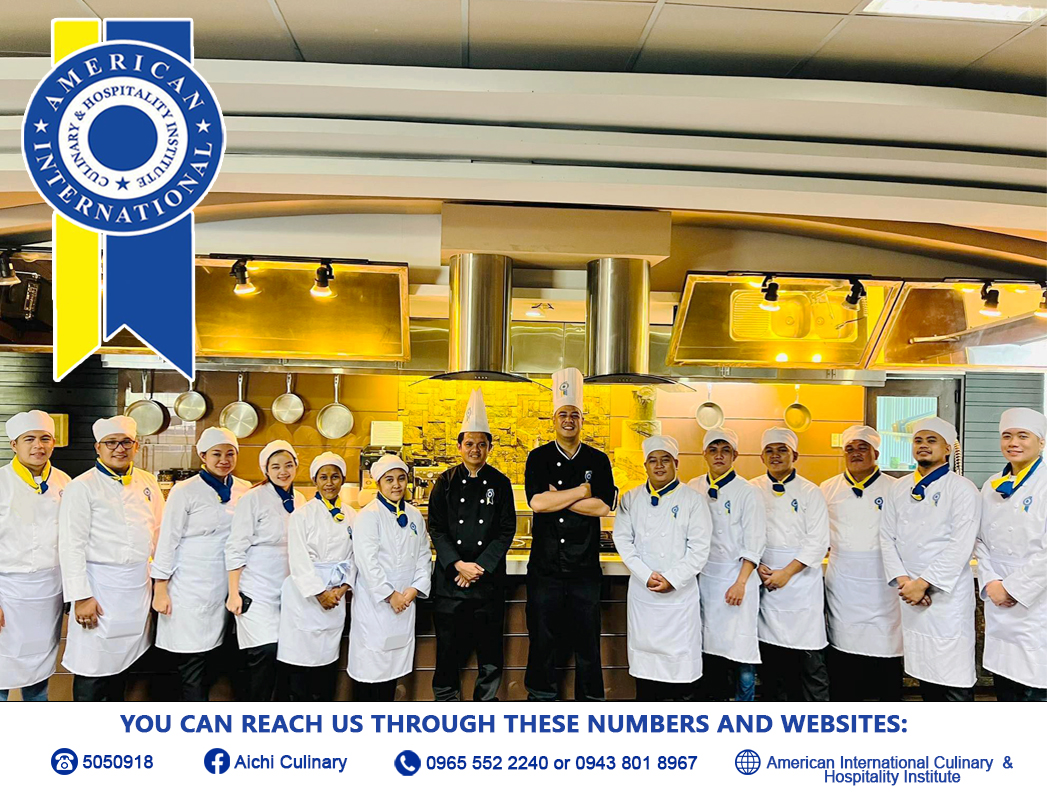 AMERICAN
CULINARY & HOSPITALITY INSTITUTE
INTERNATIONAL
YOU CAN REACH US THROUGH THESE NUMBERS AND WEBSITES:
5050918
Aichi Culinary
0965 552 2240 or 0943 801 8967
American International Culinary &
Hospitality Institute